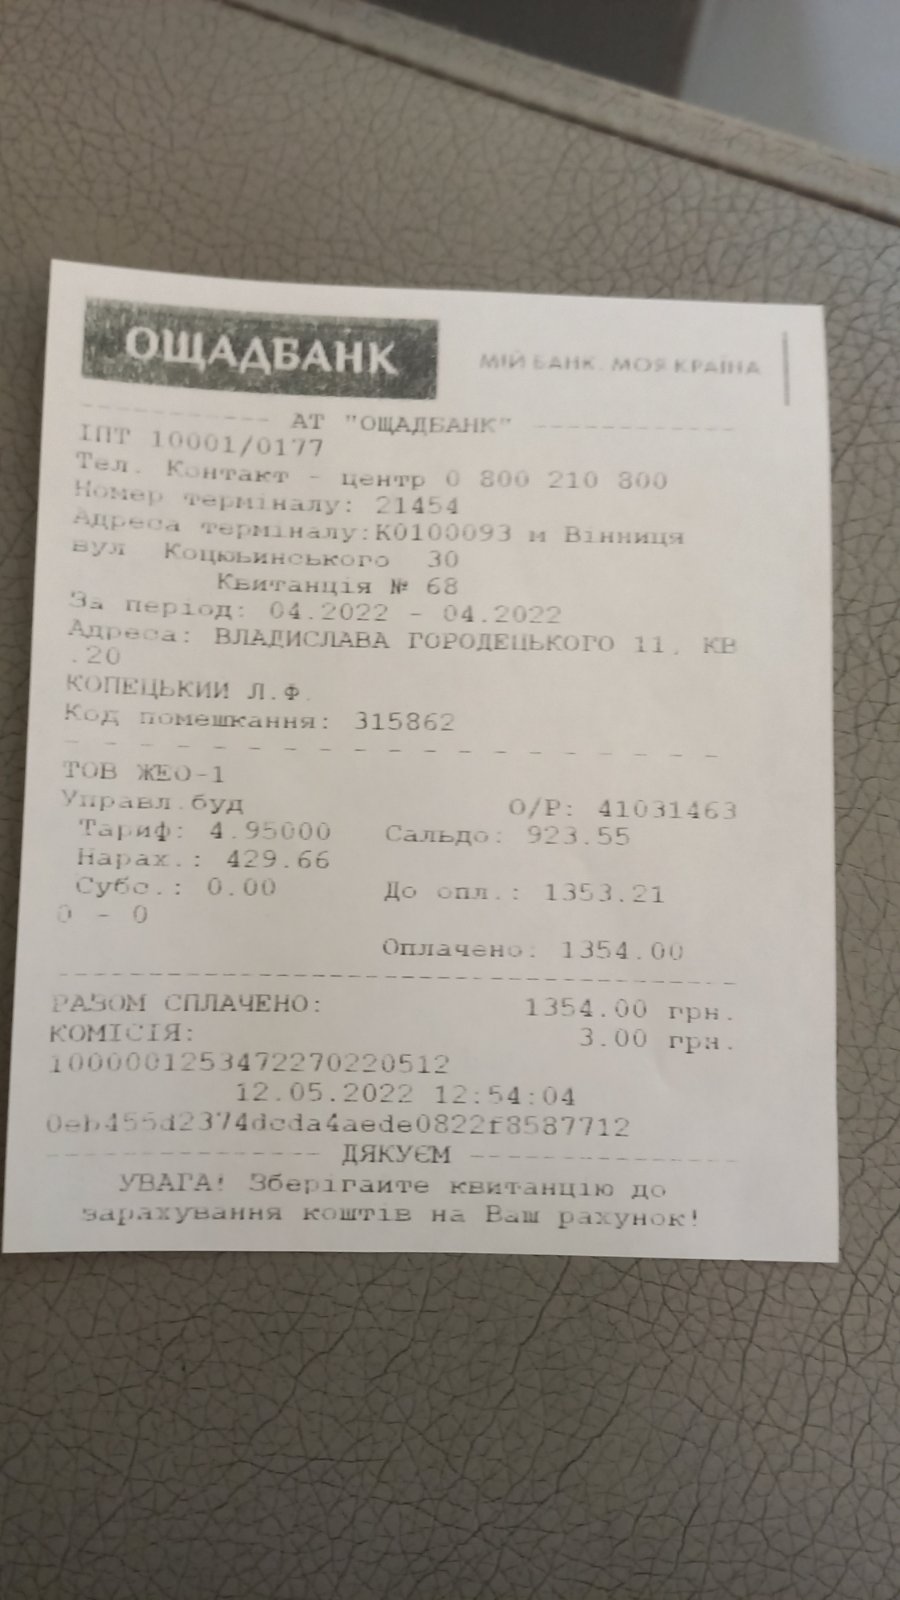 ОЩАДБАНК
МІЙ БАНК. МОЯ КРАЇНА
АТ "ОЩАДБАНК"
ІПТ 10001/0177
Тел. Контакт - центр 0 800 210 800
Номер терміналу: 21454
Адреса терміналу:К0100093 м Вінниця
вул Коцюбинського 30
Квитанція № 68
За період: 04.2022 - 04.2022
Адреса: ВЛАДИСЛАВА ГОРОДЕЦЬКОГО 11, КВ
.20
КОПЕЦЬКИЙ Л.Ф.
Код помешкання: 315862
ТОВ ЖЕО-1
Управл.буд О/Р: 41031463
Тариф: 4.95000 Сальдо: 923.55
Нарах.: 429.66
Субс.: 0.00 До опл.: 1353.21
0 - 0
Оплачено: 1354.00
РАЗОМ СПЛАЧЕНО: 1354.00 грн.
КОМІСІЯ: 3.00 грн.
1000001253472270220512
12.05.2022 12:54:04
0eb455d2374dcda4aede0822f8587712
ДЯКУЄМ
УВАГА! Зберігайте квитанцію до
зарахування коштів на Ваш рахунок!